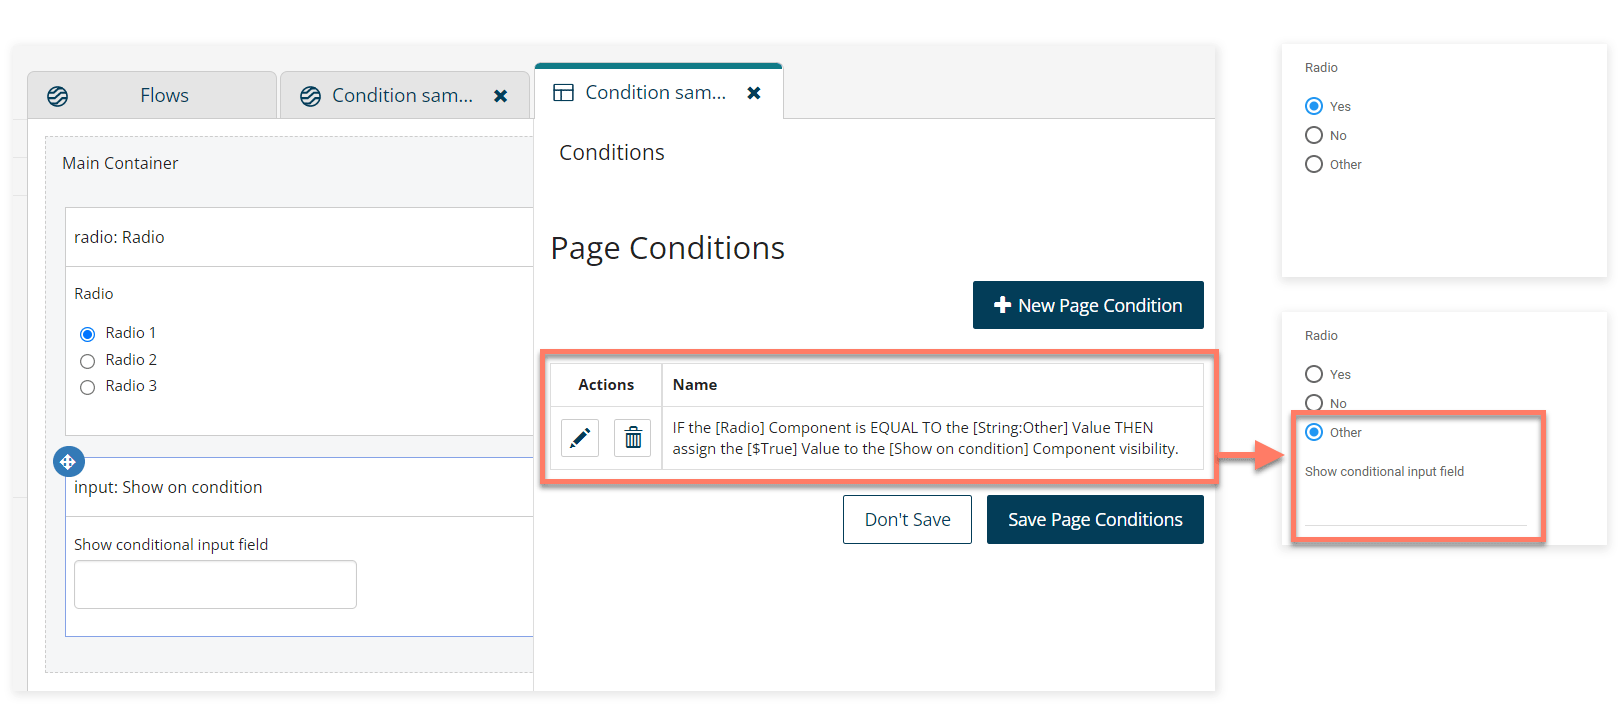 Flows
Condition sam...
Condition sam...
Main Container
radio: Radio
Radio
Radio 1
Radio 2
Radio 3
input: Show on condition
Show conditional input field
Conditions
Page Conditions
New Page Condition
Actions
Name
IF the [Radio] Component is EQUAL TO the [String:Other] Value THEN
assign the [$True] Value to the [Show on condition] Component visibility.
Don't Save
Save Page Conditions
Radio
Yes
No
Other
Radio
Yes
No
Other
Show conditional input field